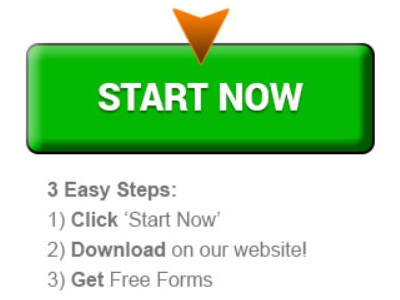 START NOW
3 Easy Steps:
1) Click ‘Start Now’
2) Download on our website!
3) Get Free Forms